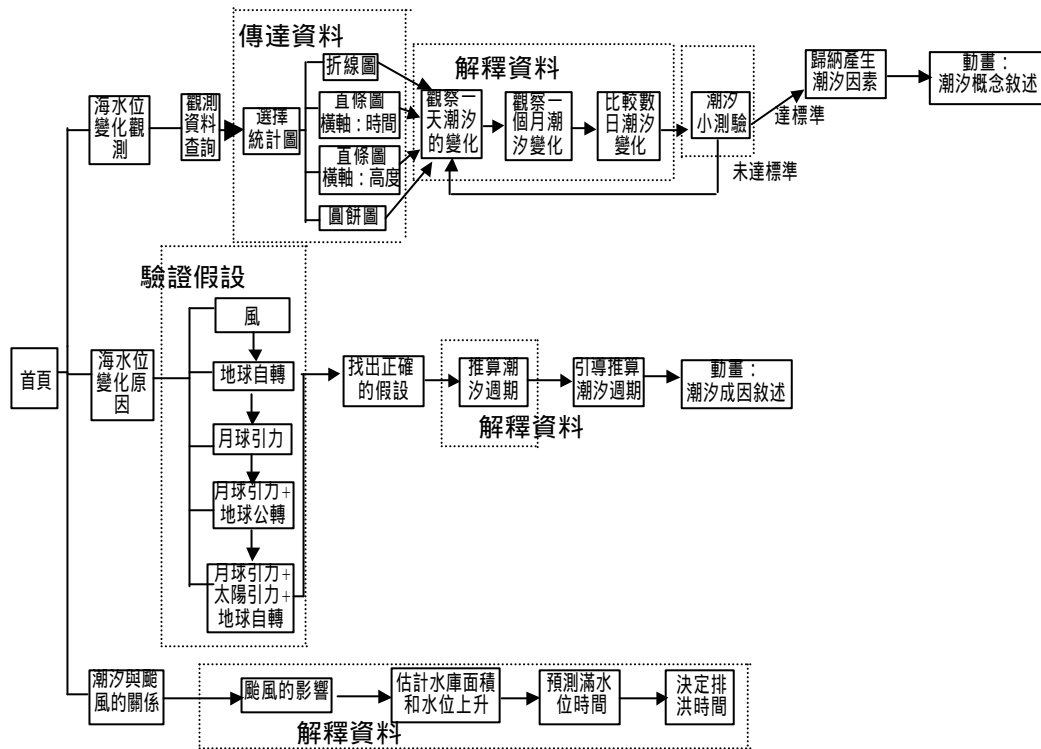 傳達資料
折線圖
直條圖
橫軸：時間
直條圖
橫軸：高度
圓餅圖
海水位
變化觀
測
觀測
資料
查詢
選擇
統計圖
解釋資料
觀察一
天潮汐
的變化
觀察一
個月潮
汐變化
比較數
日潮汐
變化
潮汐
小測驗
達標準
未達標準
歸納產生
潮汐因素
動畫：
潮汐概念敘述
首頁
海水位
變化原
因
驗證假設
風
地球自轉
月球引力
月球引力+
地球公轉
月球引力+
太陽引力+
地球自轉
找出正確
的假設
推算潮
汐週期
解釋資料
引導推算
潮汐週期
動畫：
潮汐成因敘述
潮汐與颱
風的關係
颱風的影響
估計水庫面積
和水位上升
預測滿水
位時間
決定排
洪時間
解釋資料